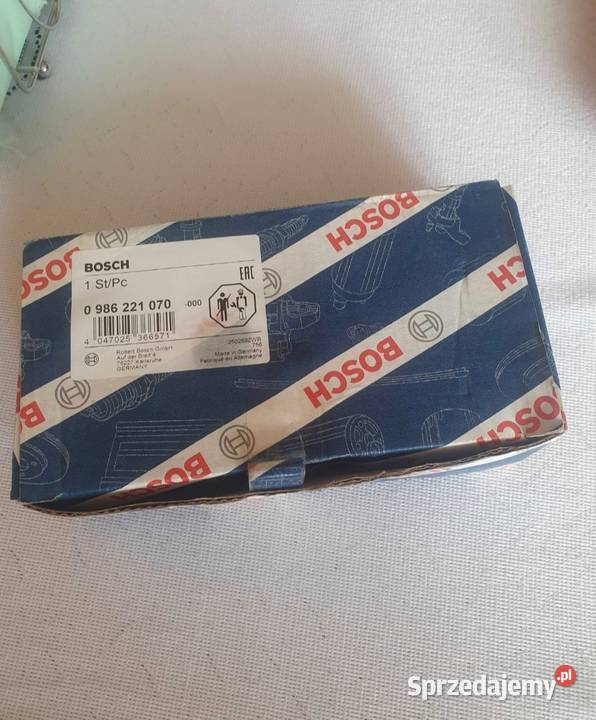 BOSCH
1 St/Pc
EAC
0 986 221 070
-000
4 047025 366571
Robert Bosch GmbH
Auf der Breit 4
76227 Karlsruhe
GERMANY
756
Made in Germany
Fabriqué en Allemagne
BOSCH
BOSCH
BOSCH
BOSCH
BOSCH
BOSCH
Sprzedajemy.pl